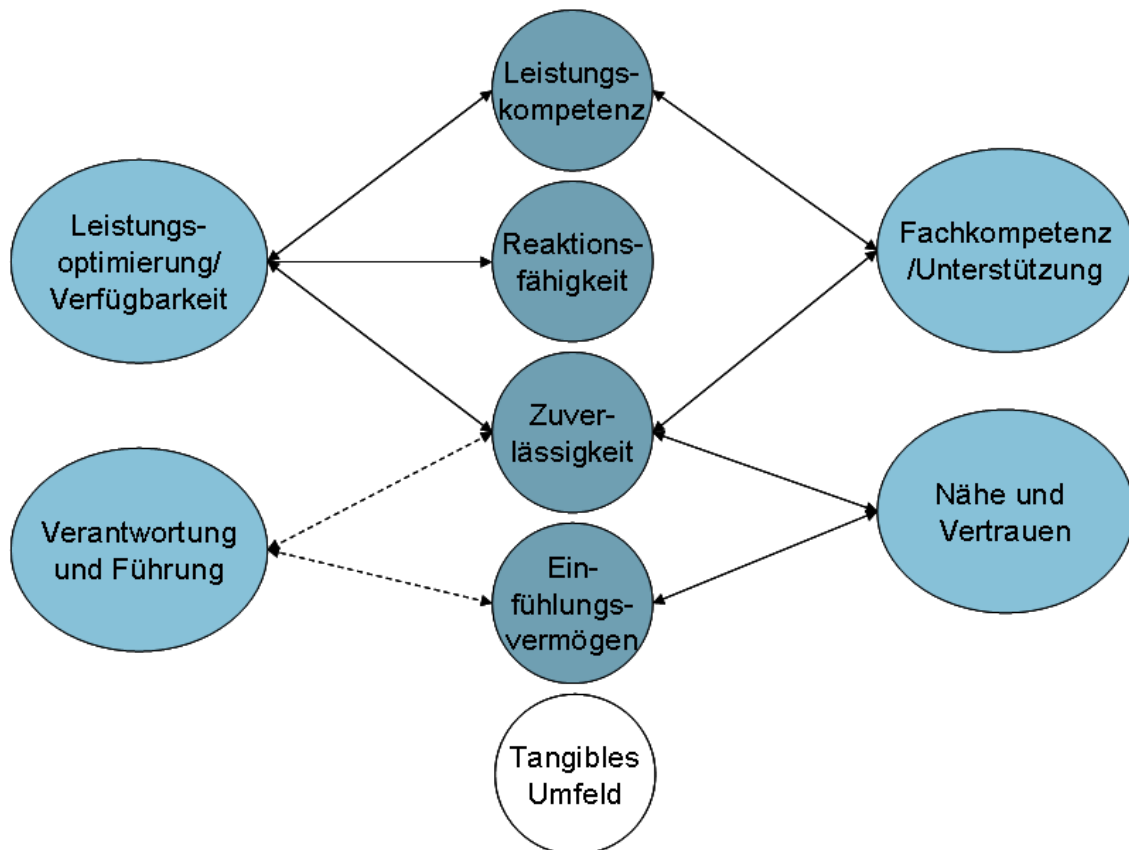 Leistungs-
kompetenz
Leistungs-
optimierung/
Verfügbarkeit
Reaktions-
fähigkeit
Fachkompetenz
/Unterstützung
Zuver-
lässigkeit
Verantwortung
und Führung
Nähe und
Vertrauen
Ein-
fühlungs-
vermögen
Tangibles
Umfeld